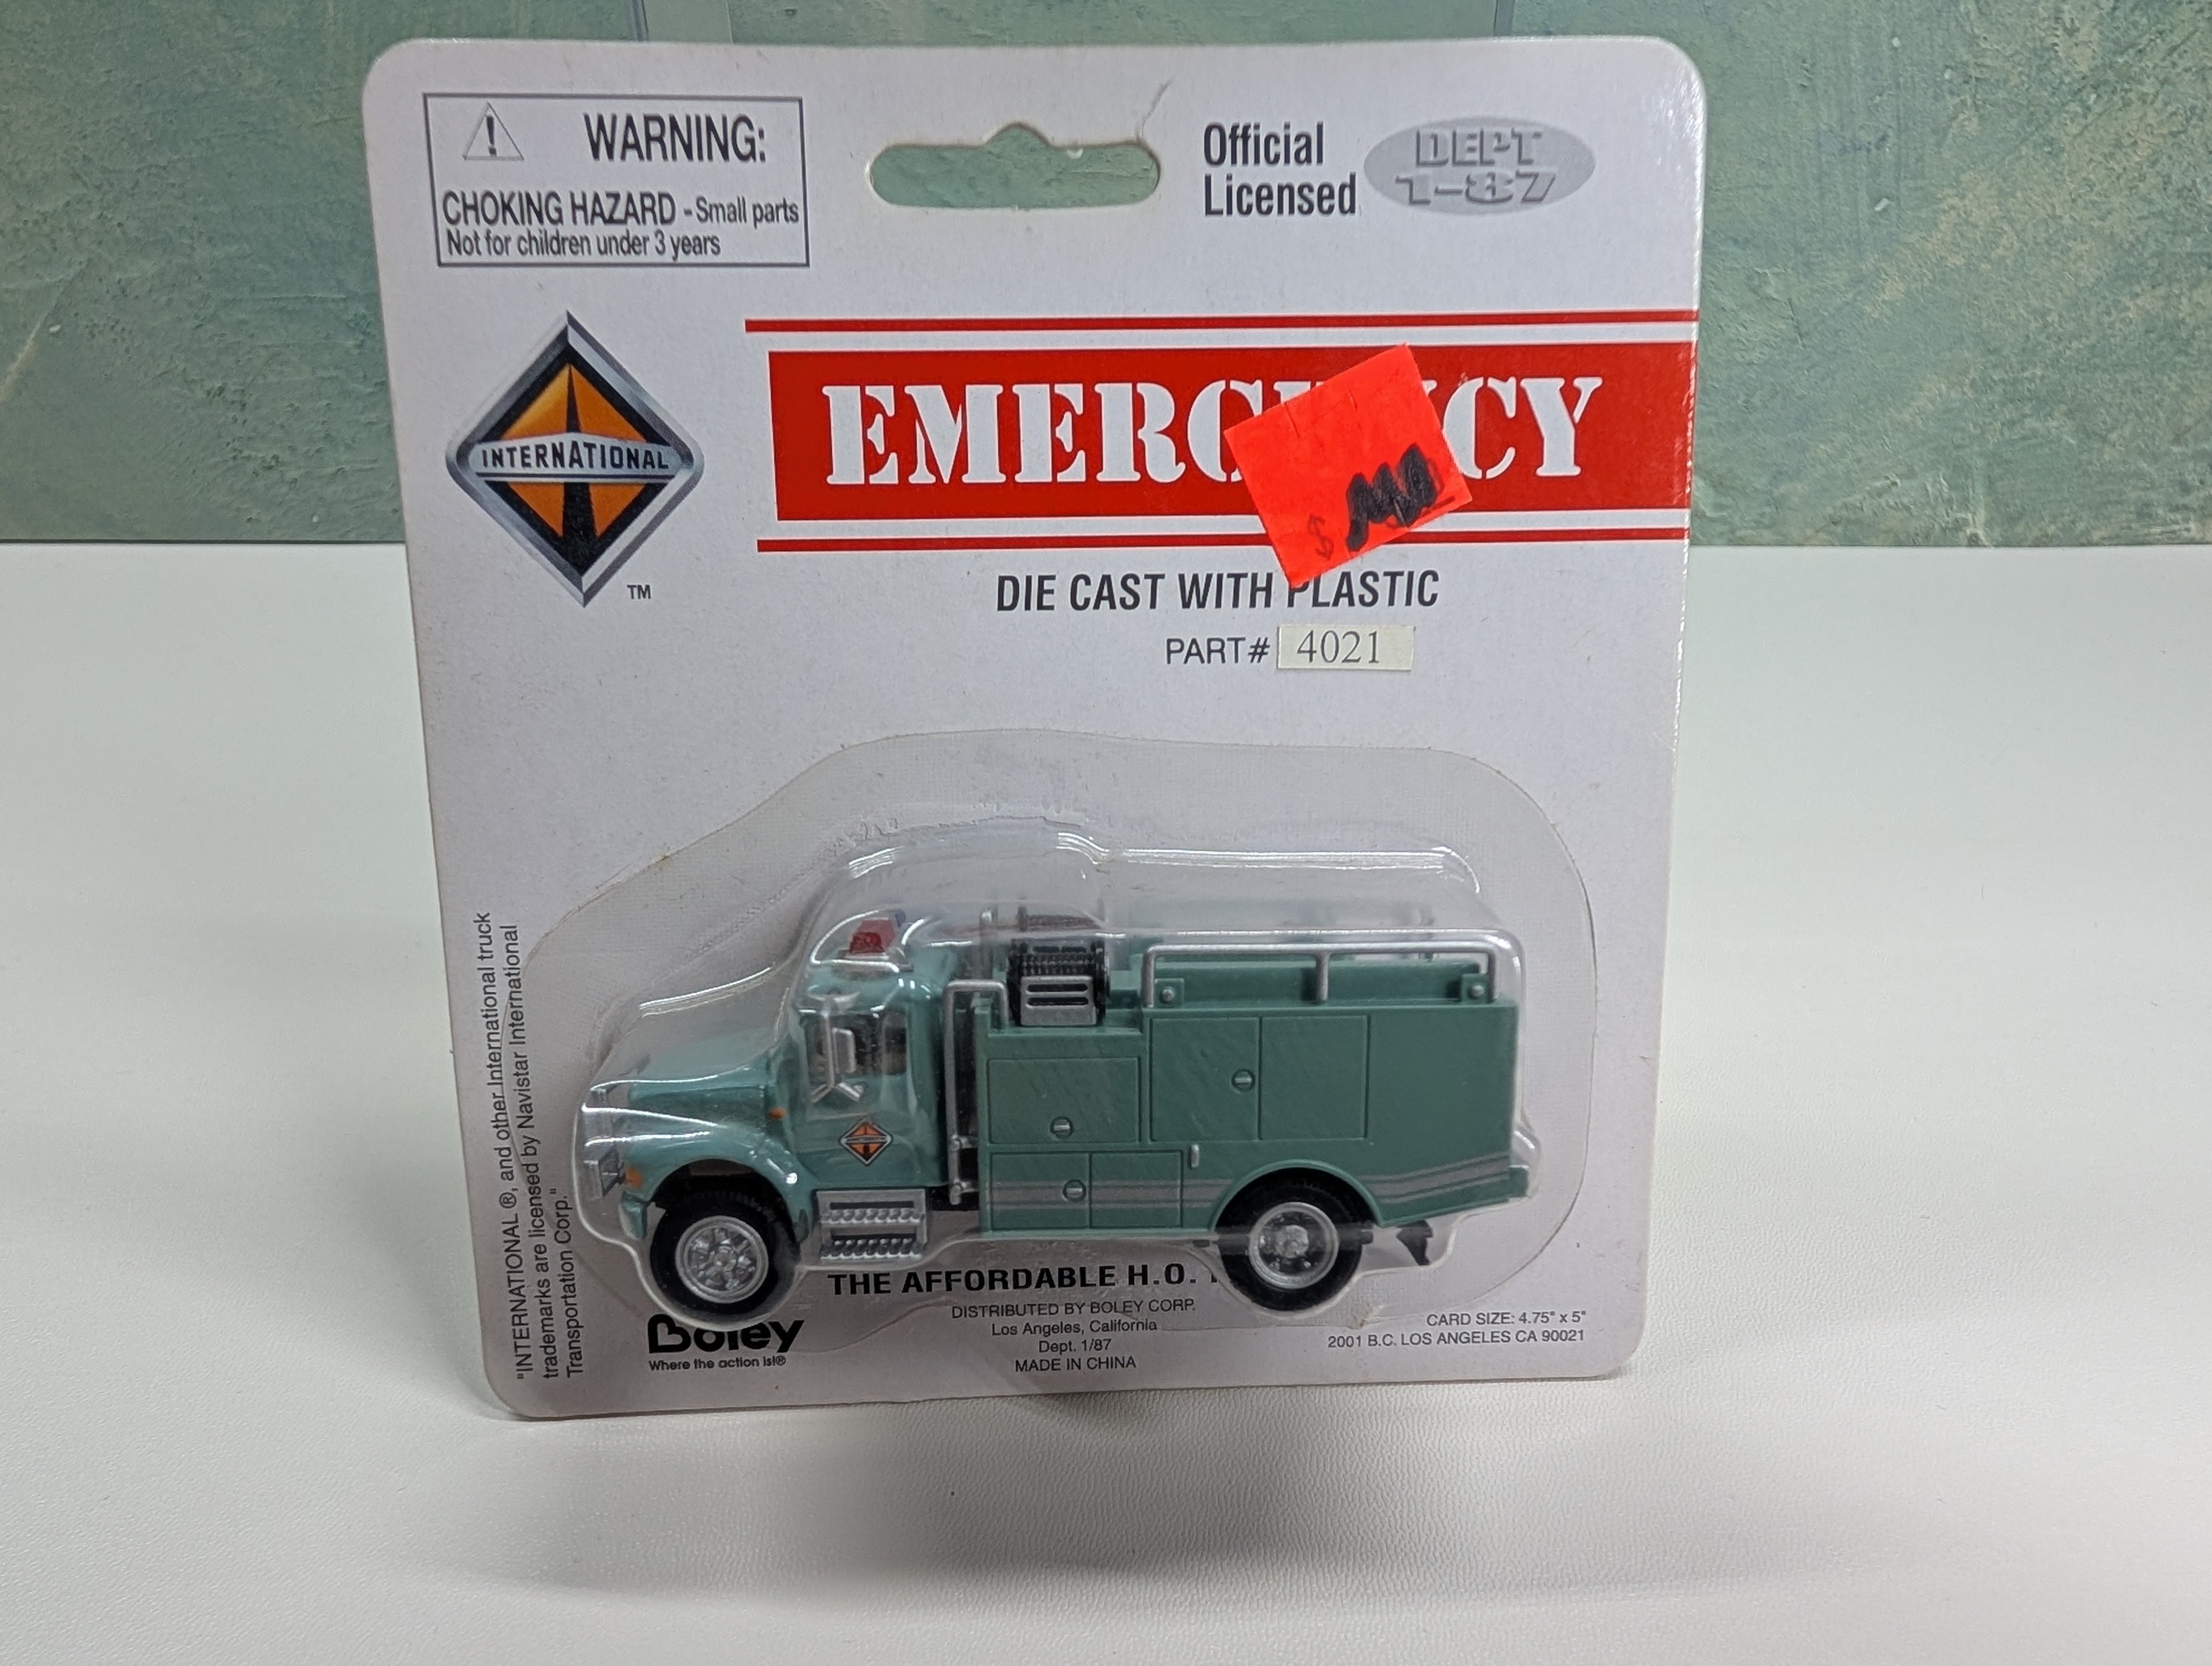 WARNING:
CHOKING HAZARD - Small parts
Not for children under 3 years
Official
Licensed
DEPT
1-87
INTERNATIONAL
TM
DIE CAST WITH PLASTIC
PART# 4021
"INTERNATIONAL ®, and other International truck
trademarks are licensed by Navistar International
Transportation Corp."
THE AFFORDABLE H.O.
Boley
Where the action is!®
DISTRIBUTED BY BOLEY CORP.
Los Angeles, California
Dept. 1/87
MADE IN CHINA
CARD SIZE: 4.75" x 5"
2001 B.C. LOS ANGELES CA 90021